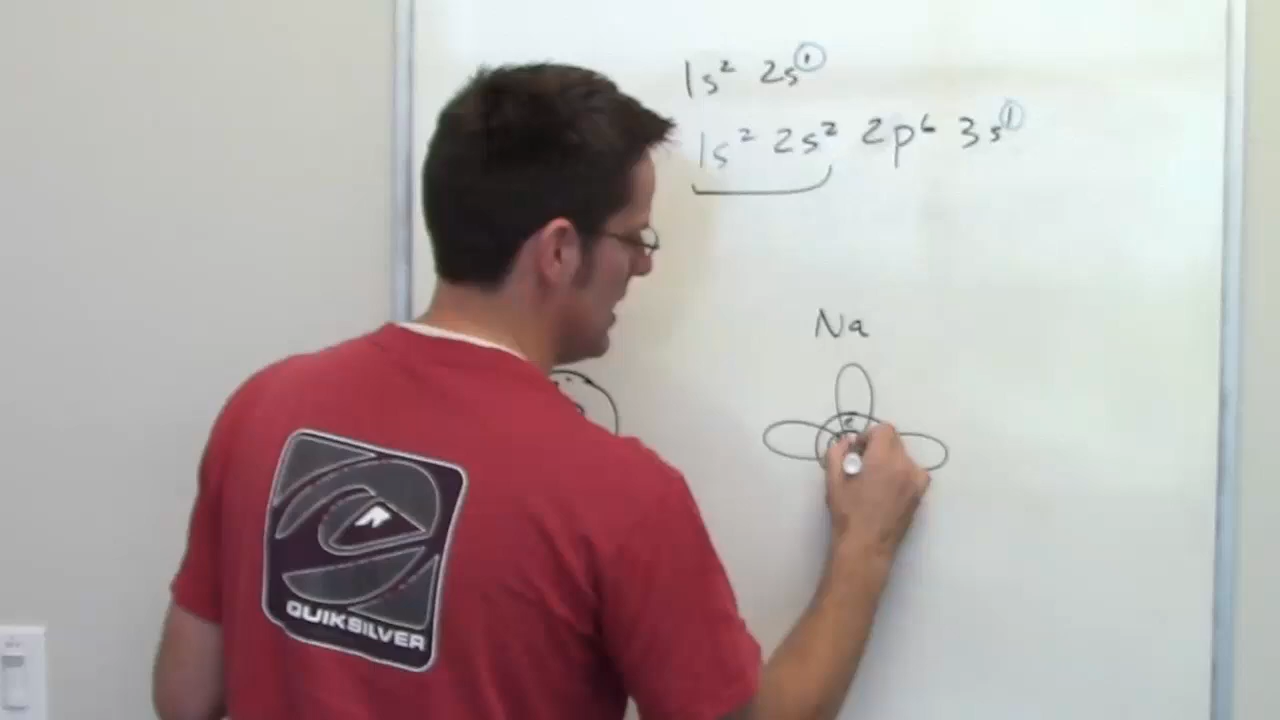 1s² 2s¹
1s² 2s² 2p⁶ 3s¹
Na
e
QUIKSILVER